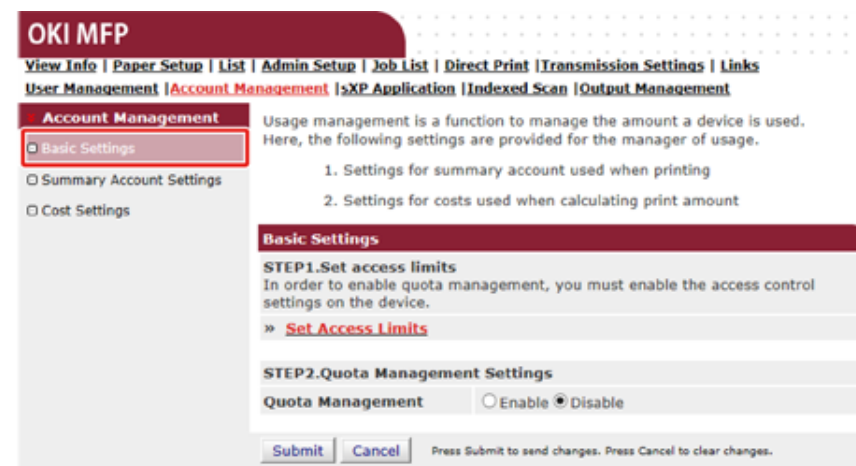 OKI MFP
View Info | Paper Setup | List | Admin Setup | Job List | Direct Print |Transmission Settings | Links
User Management |Account Management |sXP Application |Indexed Scan |Output Management
Account Management
Basic Settings
Summary Account Settings
Cost Settings
Usage management is a function to manage the amount a device is used.
Here, the following settings are provided for the manager of usage.
1. Settings for summary account used when printing
2. Settings for costs used when calculating print amount
Basic Settings
STEP1.Set access limits
In order to enable quota management, you must enable the access control
settings on the device.
» Set Access Limits
STEP2.Quota Management Settings
Quota Management Enable Disable
Submit Cancel Press Submit to send changes. Press Cancel to clear changes.